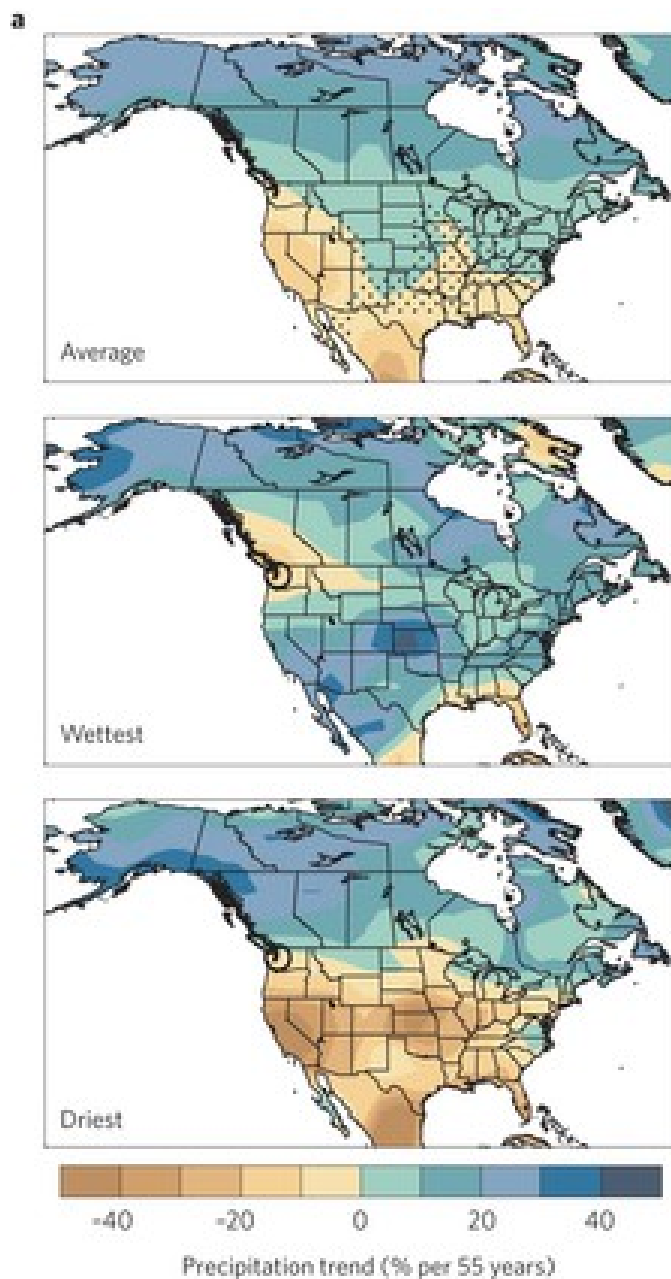 a
Average
Wettest
Driest
-40 -20 0 20 40
Precipitation trend (% per 55 years)